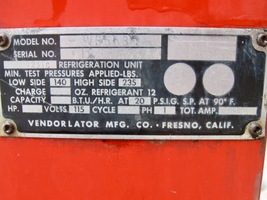 MODEL NO.
SERIAL NO.
REFRIGERATION UNIT
MIN. TEST PRESSURES APPLIED-LBS.
LOW SIDE 140 HIGH SIDE 235
CHARGE OZ. REFRIGERANT 12
CAPACITY B.T.U./HR. AT 20 P.S.I.G. S.P. AT 90° F.
HP. VOLTS 115 CYCLE PH 1 TOT. AMP.
VENDORLATOR MFG. CO. · FRESNO, CALIF.